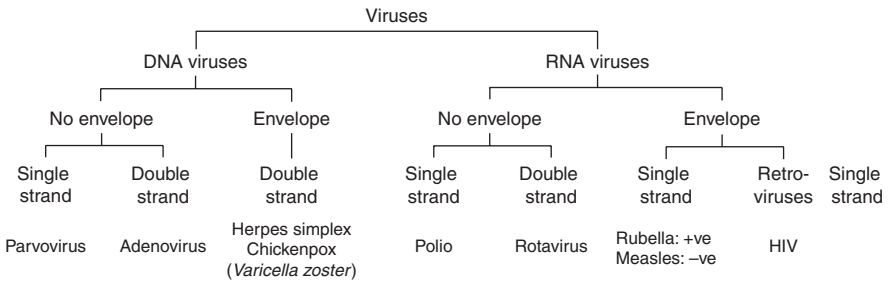 Viruses
DNA viruses RNA viruses
No envelope Envelope No envelope Envelope
Single Double Double Single Double Single Retro- Single
strand strand strand strand strand strand viruses strand
Parvovirus Adenovirus Herpes simplex Polio Rotavirus Rubella: +ve HIV
Chickenpox Measles: –ve
(Varicella zoster)